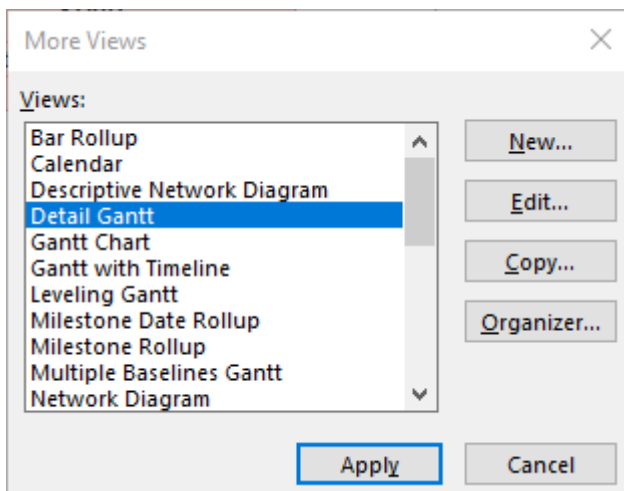 More Views
Views:
Bar Rollup
Calendar
Descriptive Network Diagram
Detail Gantt
Gantt Chart
Gantt with Timeline
Leveling Gantt
Milestone Date Rollup
Milestone Rollup
Multiple Baselines Gantt
Network Diagram
New...
Edit...
Copy...
Organizer...
Apply
Cancel